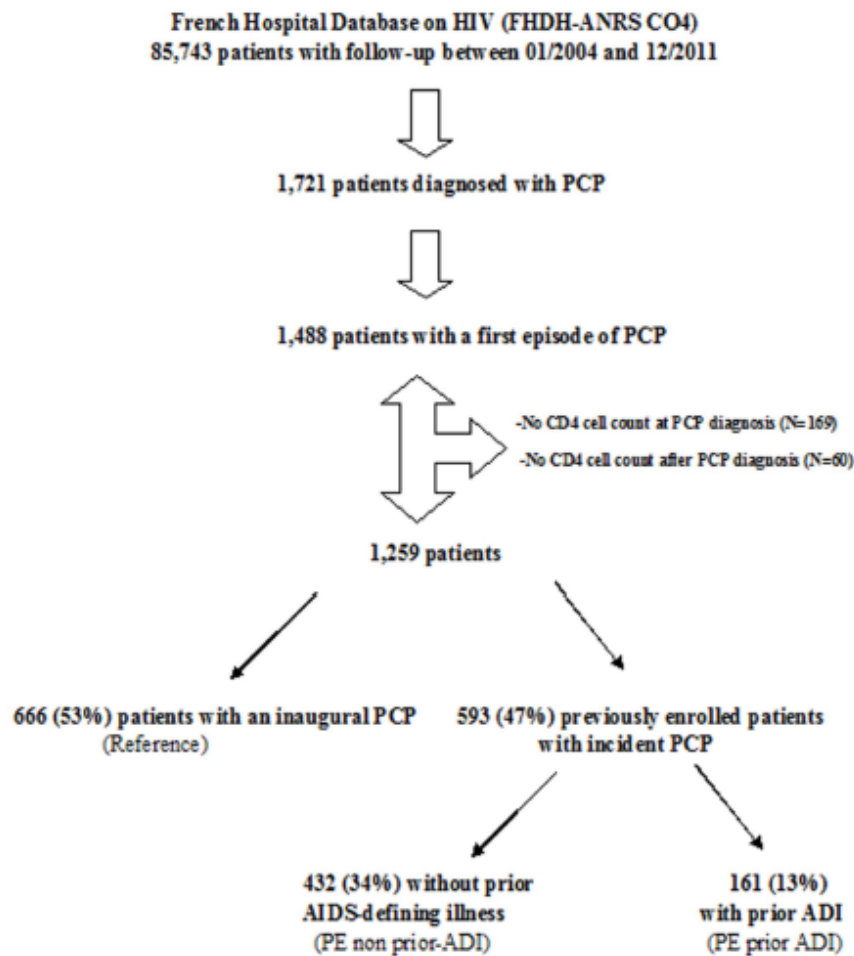 French Hospital Database on HIV (FHDH-ANRS CO4)
85,743 patients with follow-up between 01/2004 and 12/2011
1,721 patients diagnosed with PCP
1,488 patients with a first episode of PCP
-No CD4 cell count at PCP diagnosis (N=169)
-No CD4 cell count after PCP diagnosis (N=60)
1,259 patients
666 (53%) patients with an inaugural PCP
(Reference)
593 (47%) previously enrolled patients
with incident PCP
432 (34%) without prior
AIDS-defining illness
(PE non prior-ADI)
161 (13%)
with prior ADI
(PE prior ADI)